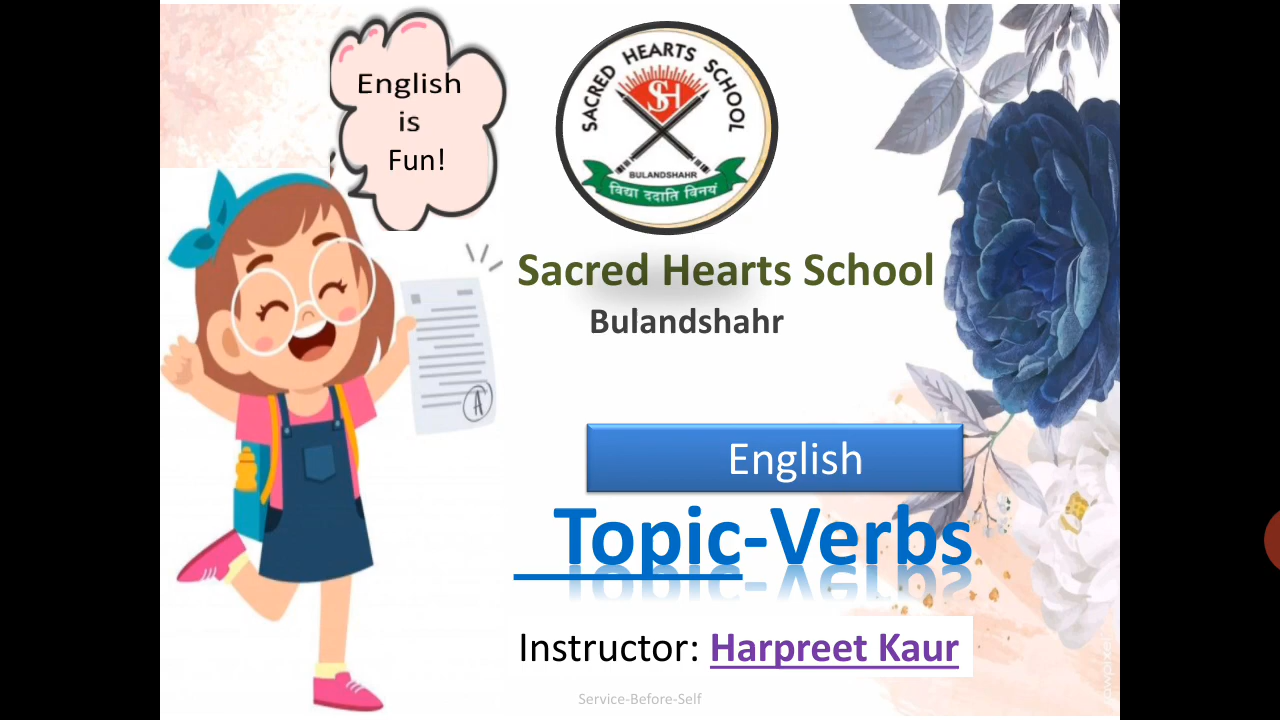 English
is
Fun!
SACRED HEARTS SCHOOL
SH
BULANDSHAHR
विद्या ददाति विनयं
Sacred Hearts School
Bulandshahr
A
English
Topic-Verbs
Instructor: Harpreet Kaur
Service-Before-Self
rawpixel